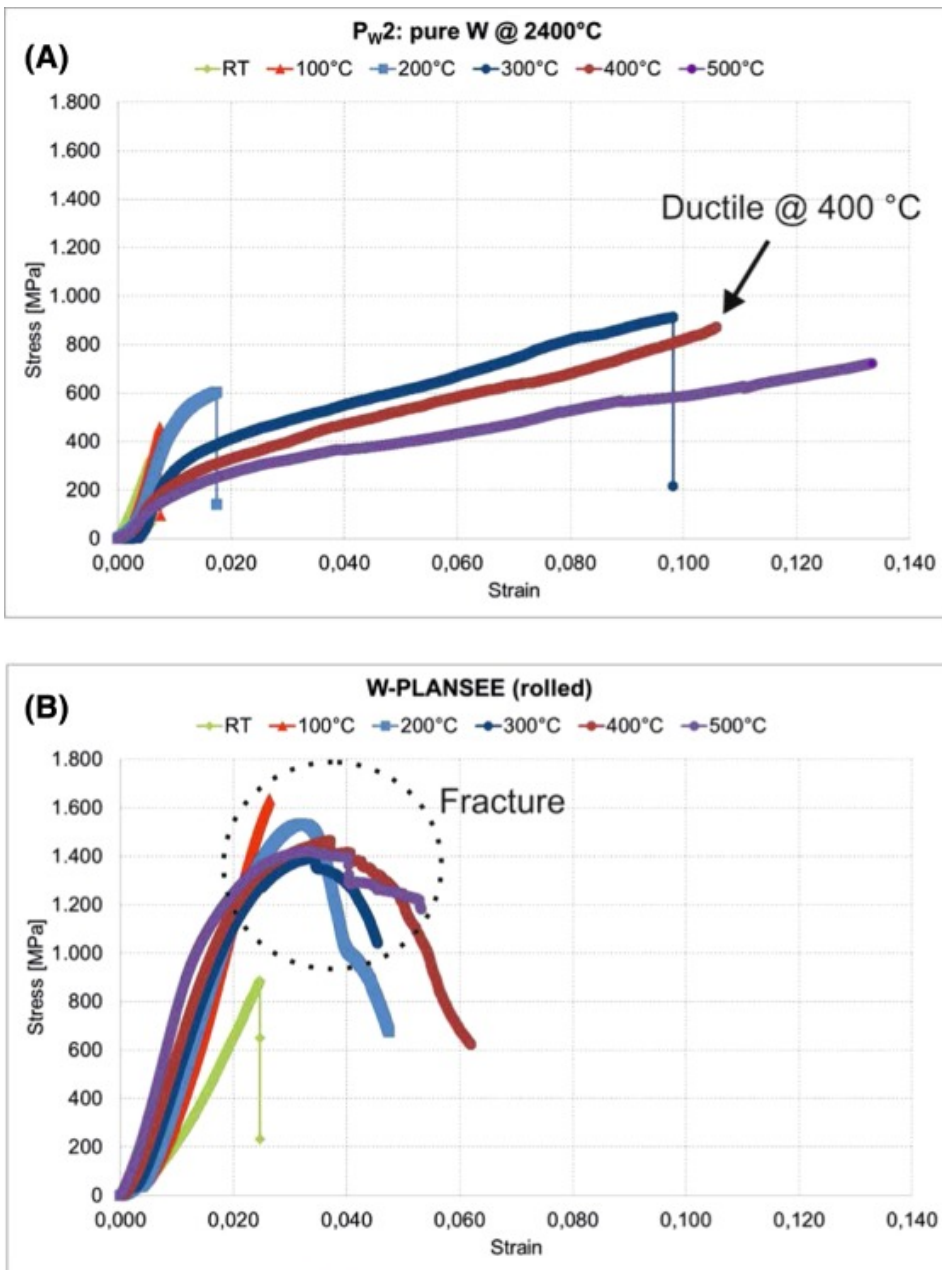 P_W2: pure W @ 2400°C
(A)
RT 100°C 200°C 300°C 400°C 500°C
1.800
1.600
1.400
1.200
1.000
800
600
400
200
0
Stress [MPa]
Ductile @ 400 °C
0,000 0,020 0,040 0,060 0,080 0,100 0,120 0,140
Strain
W-PLANSEE (rolled)
(B)
RT 100°C 200°C 300°C 400°C 500°C
1.800
1.600
1.400
1.200
1.000
800
600
400
200
0
Stress [MPa]
Fracture
0,000 0,020 0,040 0,060 0,080 0,100 0,120 0,140
Strain